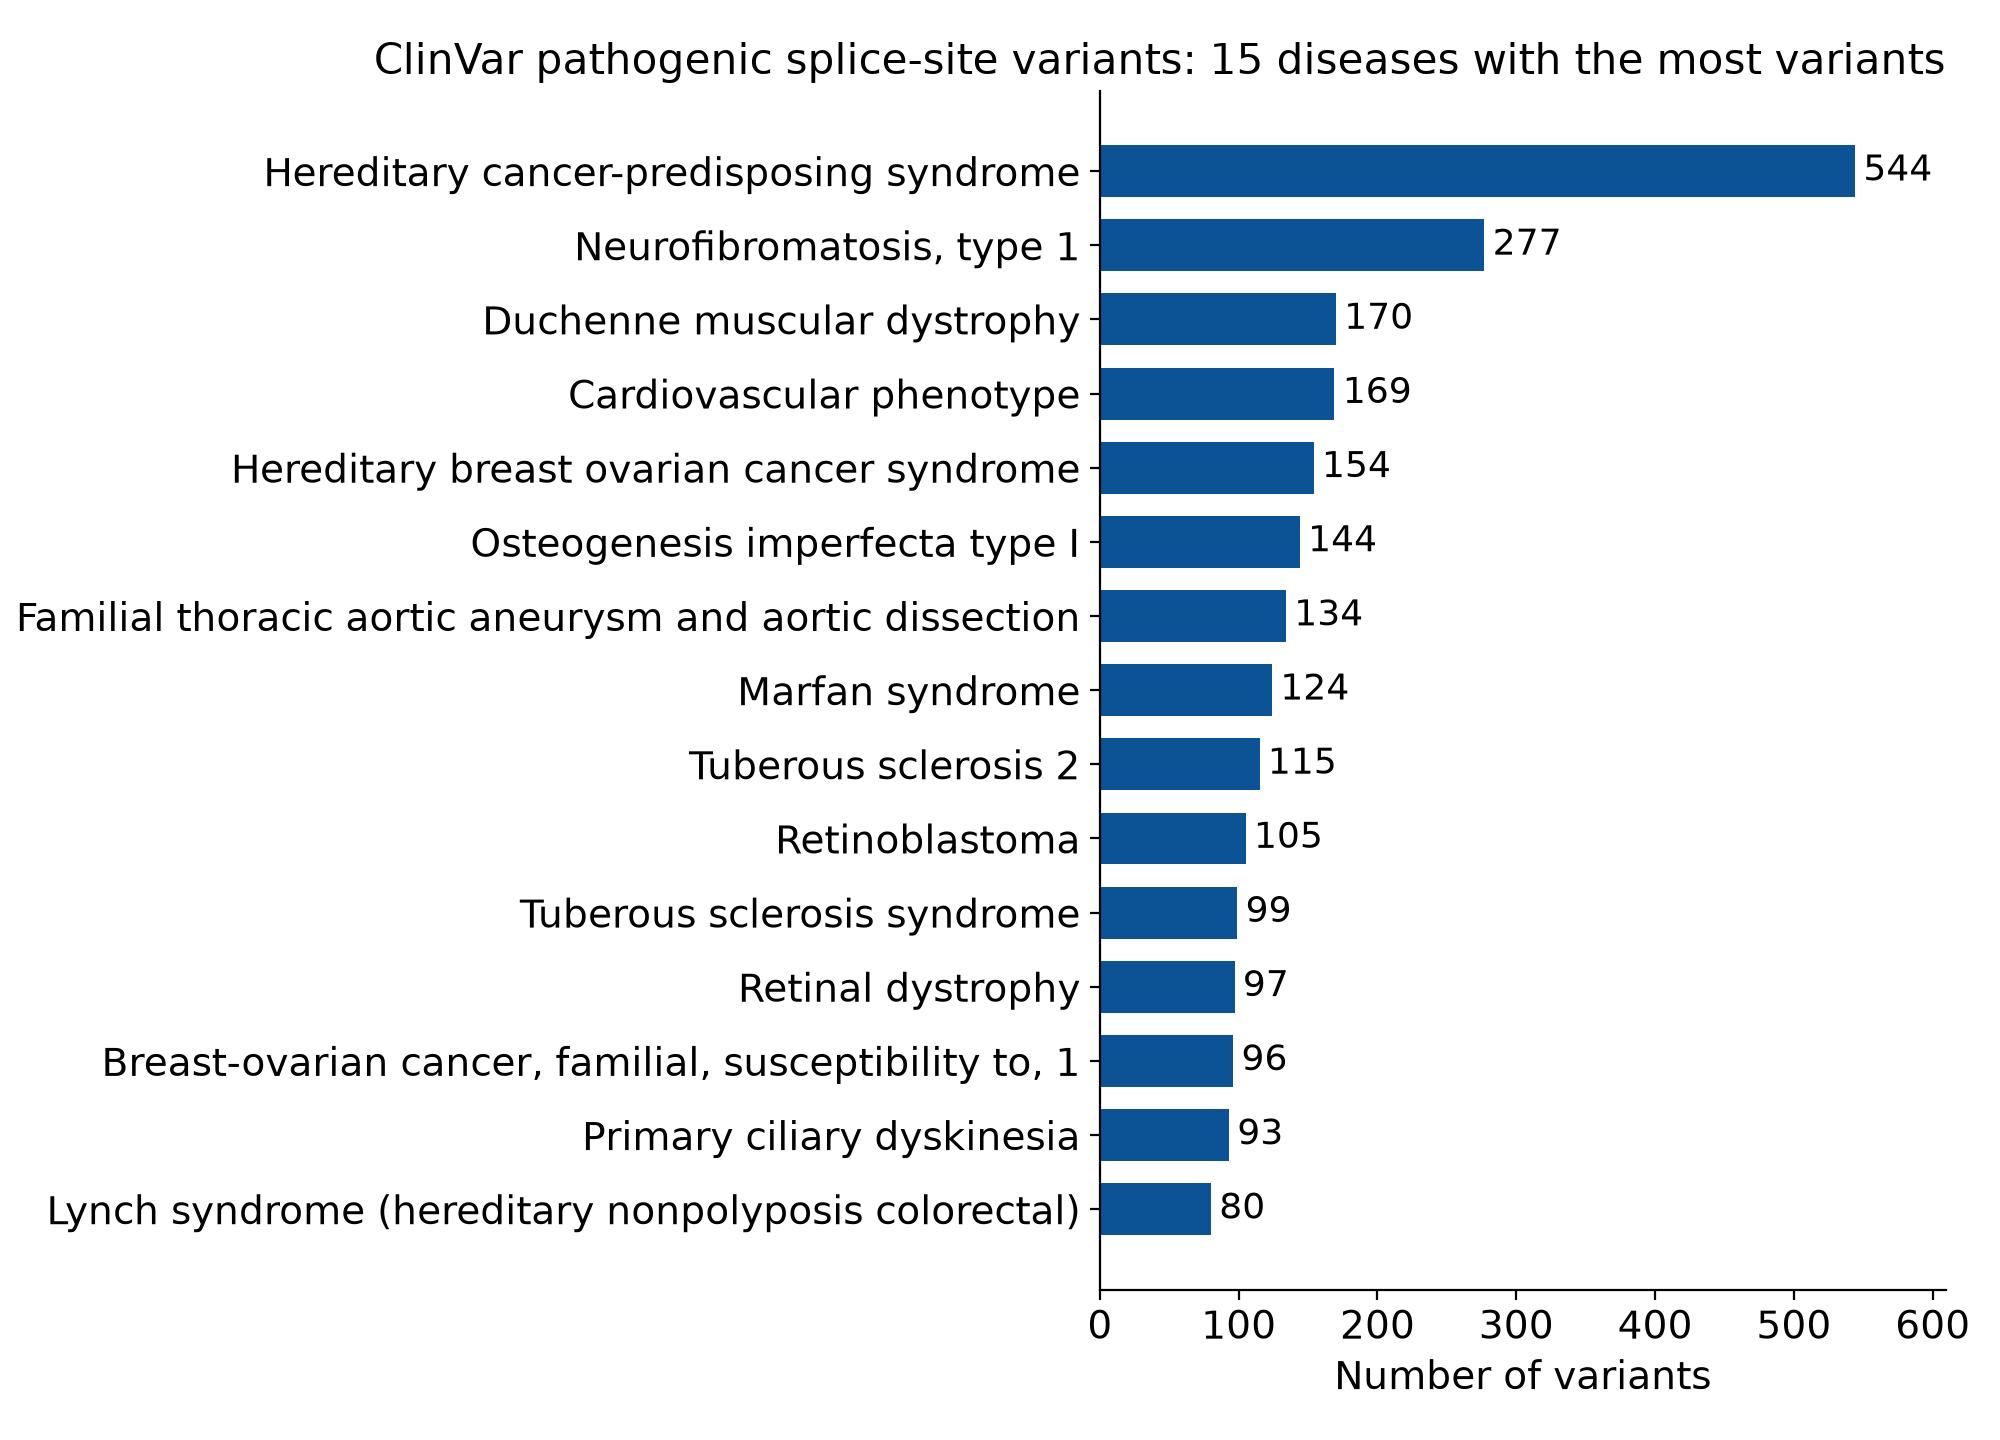 ClinVar pathogenic splice-site variants: 15 diseases with the most variants
Hereditary cancer-predisposing syndrome 544
Neurofibromatosis, type 1 277
Duchenne muscular dystrophy 170
Cardiovascular phenotype 169
Hereditary breast ovarian cancer syndrome 154
Osteogenesis imperfecta type I 144
Familial thoracic aortic aneurysm and aortic dissection 134
Marfan syndrome 124
Tuberous sclerosis 2 115
Retinoblastoma 105
Tuberous sclerosis syndrome 99
Retinal dystrophy 97
Breast-ovarian cancer, familial, susceptibility to, 1 96
Primary ciliary dyskinesia 93
Lynch syndrome (hereditary nonpolyposis colorectal) 80
0 100 200 300 400 500 600
Number of variants